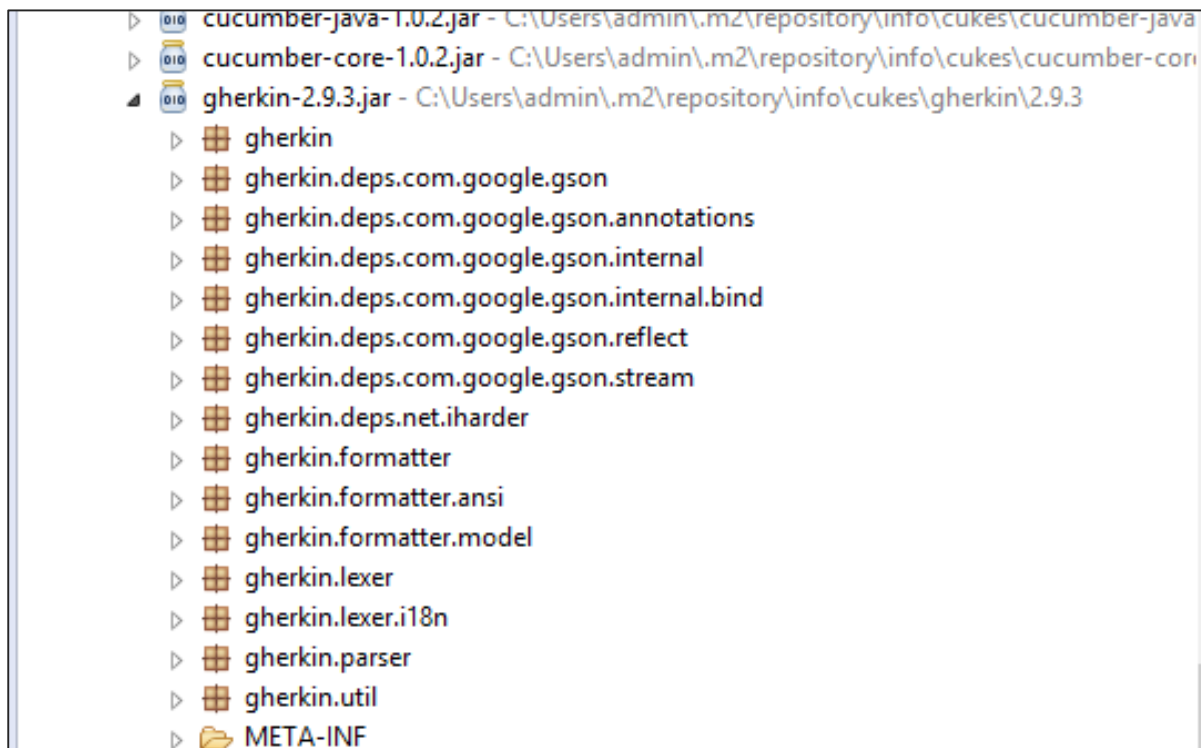 cucumber-java-1.0.2.jar - C:\Users\admin\.m2\repository\info\cukes\cucumber-java
cucumber-core-1.0.2.jar - C:\Users\admin\.m2\repository\info\cukes\cucumber-core
gherkin-2.9.3.jar - C:\Users\admin\.m2\repository\info\cukes\gherkin\2.9.3
gherkin
gherkin.deps.com.google.gson
gherkin.deps.com.google.gson.annotations
gherkin.deps.com.google.gson.internal
gherkin.deps.com.google.gson.internal.bind
gherkin.deps.com.google.gson.reflect
gherkin.deps.com.google.gson.stream
gherkin.deps.net.iharder
gherkin.formatter
gherkin.formatter.ansi
gherkin.formatter.model
gherkin.lexer
gherkin.lexer.i18n
gherkin.parser
gherkin.util
META-INF